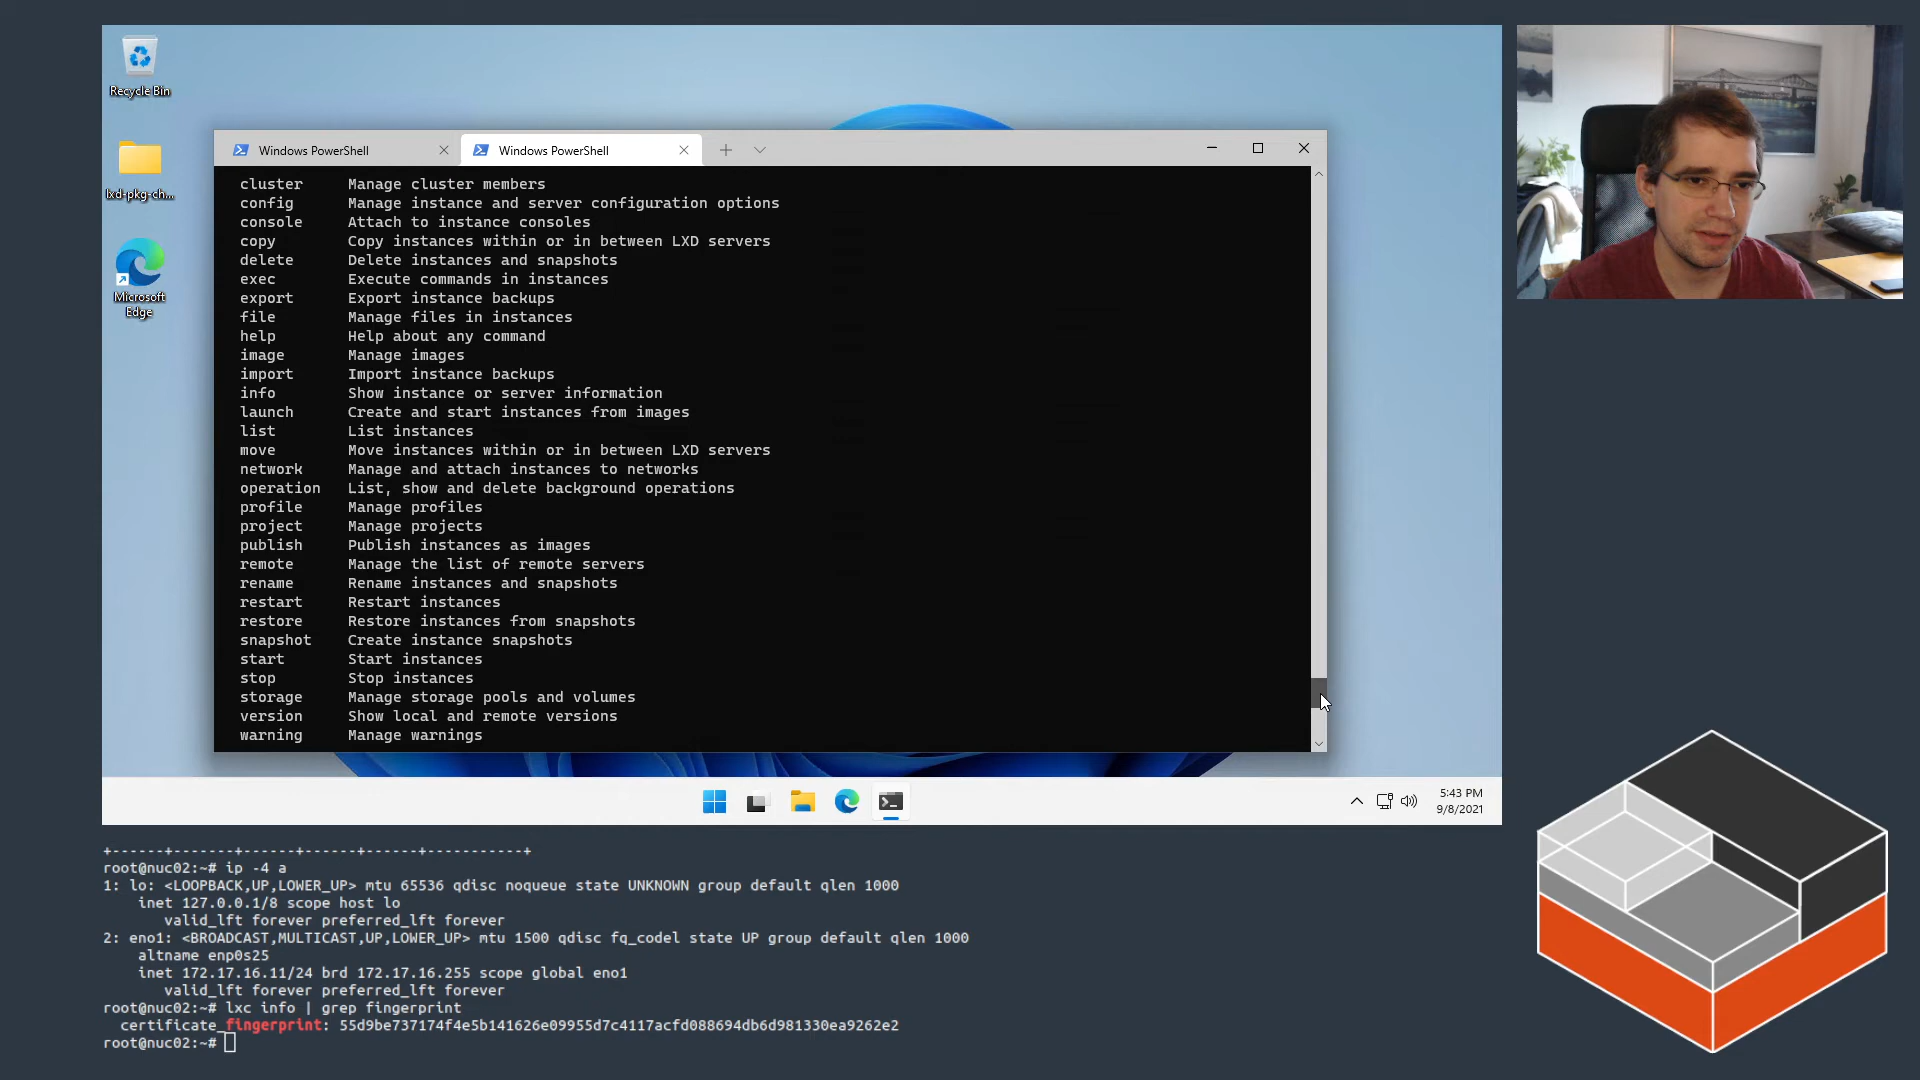 Recycle Bin
lxd-pkg-ch...
Microsoft
Edge
Windows PowerShell
Windows PowerShell
cluster Manage cluster members
config Manage instance and server configuration options
console Attach to instance consoles
copy Copy instances within or in between LXD servers
delete Delete instances and snapshots
exec Execute commands in instances
export Export instance backups
file Manage files in instances
help Help about any command
image Manage images
import Import instance backups
info Show instance or server information
launch Create and start instances from images
list List instances
move Move instances within or in between LXD servers
network Manage and attach instances to networks
operation List, show and delete background operations
profile Manage profiles
project Manage projects
publish Publish instances as images
remote Manage the list of remote servers
rename Rename instances and snapshots
restart Restart instances
restore Restore instances from snapshots
snapshot Create instance snapshots
start Start instances
stop Stop instances
storage Manage storage pools and volumes
version Show local and remote versions
warning Manage warnings
5:43 PM
9/8/2021
+------+-------+------+------+------+-----------+
root@nuc02:~# ip -4 a
1: lo: <LOOPBACK,UP,LOWER_UP> mtu 65536 qdisc noqueue state UNKNOWN group default qlen 1000
inet 127.0.0.1/8 scope host lo
valid_lft forever preferred_lft forever
2: eno1: <BROADCAST,MULTICAST,UP,LOWER_UP> mtu 1500 qdisc fq_codel state UP group default qlen 1000
altname enp0s25
inet 172.17.16.11/24 brd 172.17.16.255 scope global eno1
valid_lft forever preferred_lft forever
root@nuc02:~# lxc info | grep fingerprint
certificate_fingerprint: 55d9be737174f4e5b141626e09955d7c4117acfd088694db6d981330ea9262e2
root@nuc02:~#